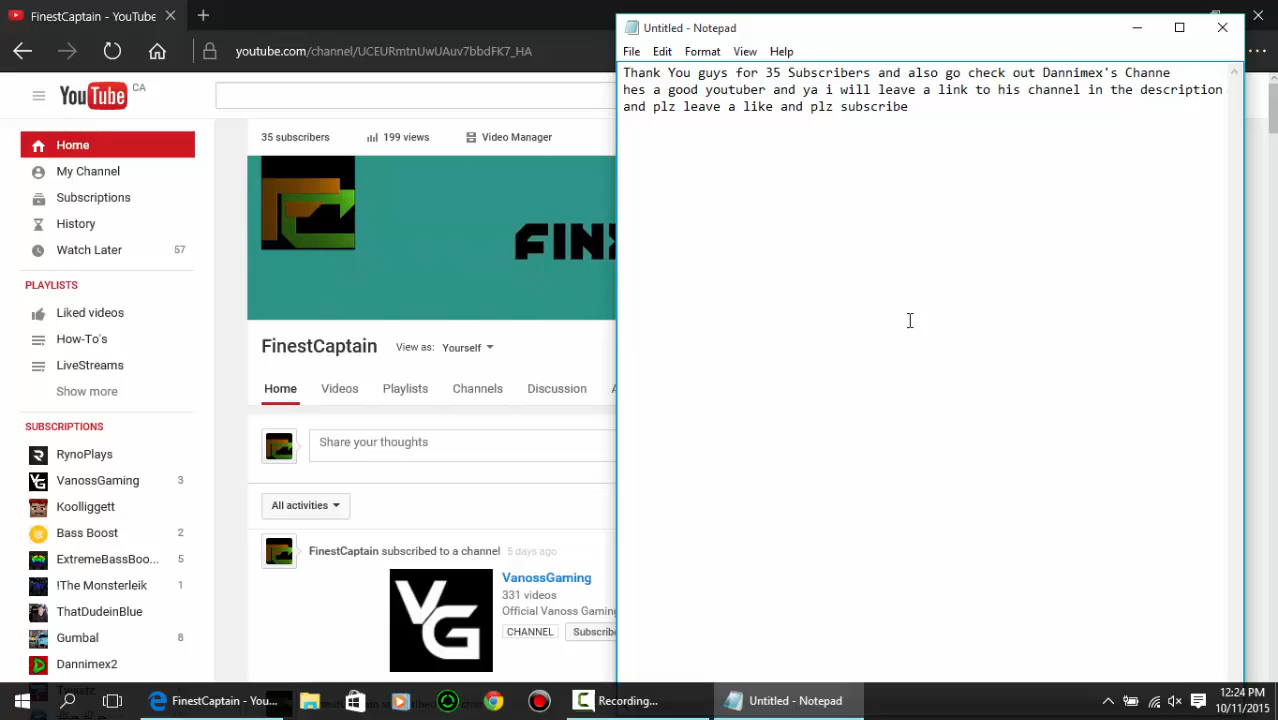 FinestCaptain - YouTube
youtube.com/channel/UCEURmtnUwUAuv7bbdFK7_HA
YouTube CA
Home
My Channel
Subscriptions
History
Watch Later 57
PLAYLISTS
Liked videos
How-To's
LiveStreams
Show more
SUBSCRIPTIONS
RynoPlays
VanossGaming 3
Koolliggett
Bass Boost 2
ExtremeBassBoo... 5
!The Monsterleik 1
ThatDudeinBlue
Gumbal 8
Dannimex2
35 subscribers 199 views Video Manager
FIN
FinestCaptain View as: Yourself
Home Videos Playlists Channels Discussion A
Share your thoughts
All activities
FinestCaptain subscribed to a channel 5 days ago
VG
VanossGaming
331 videos
Official Vanoss Gaming
CHANNEL Subscribe
Untitled - Notepad
File Edit Format View Help
Thank You guys for 35 Subscribers and also go check out Dannimex's Channe
hes a good youtuber and ya i will leave a link to his channel in the description
and plz leave a like and plz subscribe
FinestCaptain - You...
Recording...
Untitled - Notepad
12:24 PM
10/11/2015